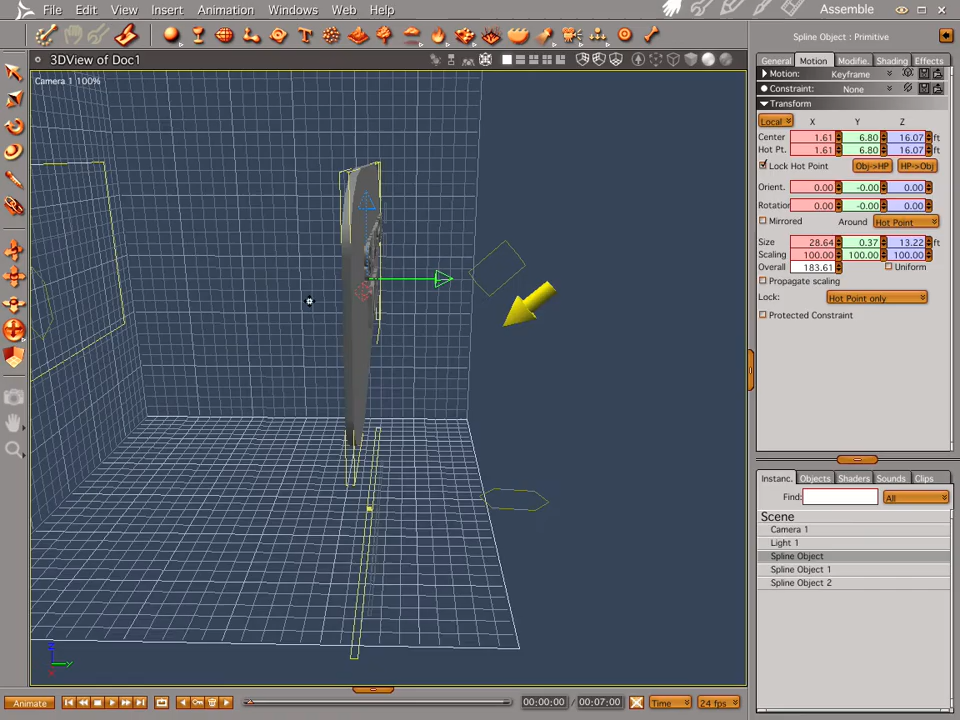 File Edit View Insert Animation Windows Web Help Assemble
3DView of Doc1
Camera 1 100%
Spline Object : Primitive
General Motion Modifie. Shading Effects
Motion: Keyframe
Constraint: None
Transform
Local X Y Z
Center 1.61 6.80 16.07 ft
Hot Pt. 1.61 6.80 16.07 ft
Lock Hot Point Obj->HP HP->Obj
Orient. 0.00 -0.00 0.00
Rotation 0.00 -0.00 0.00
Mirrored Around Hot Point
Size 28.64 0.37 13.22 ft
Scaling 100.00 100.00 100.00
Overall 183.61 Uniform
Propagate scaling
Lock: Hot Point only
Protected Constraint
Instanc. Objects Shaders Sounds Clips
Find: All
Scene
Camera 1
Light 1
Spline Object
Spline Object 1
Spline Object 2
Z
Y
X
Animate 00:00:00 / 00:07:00 Time 24 fps